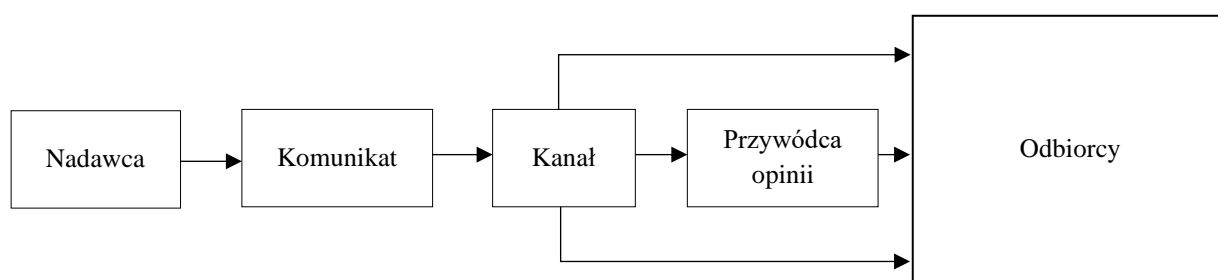 Nadawca
Komunikat
Kanał
Przywódca
opinii
Odbiorcy